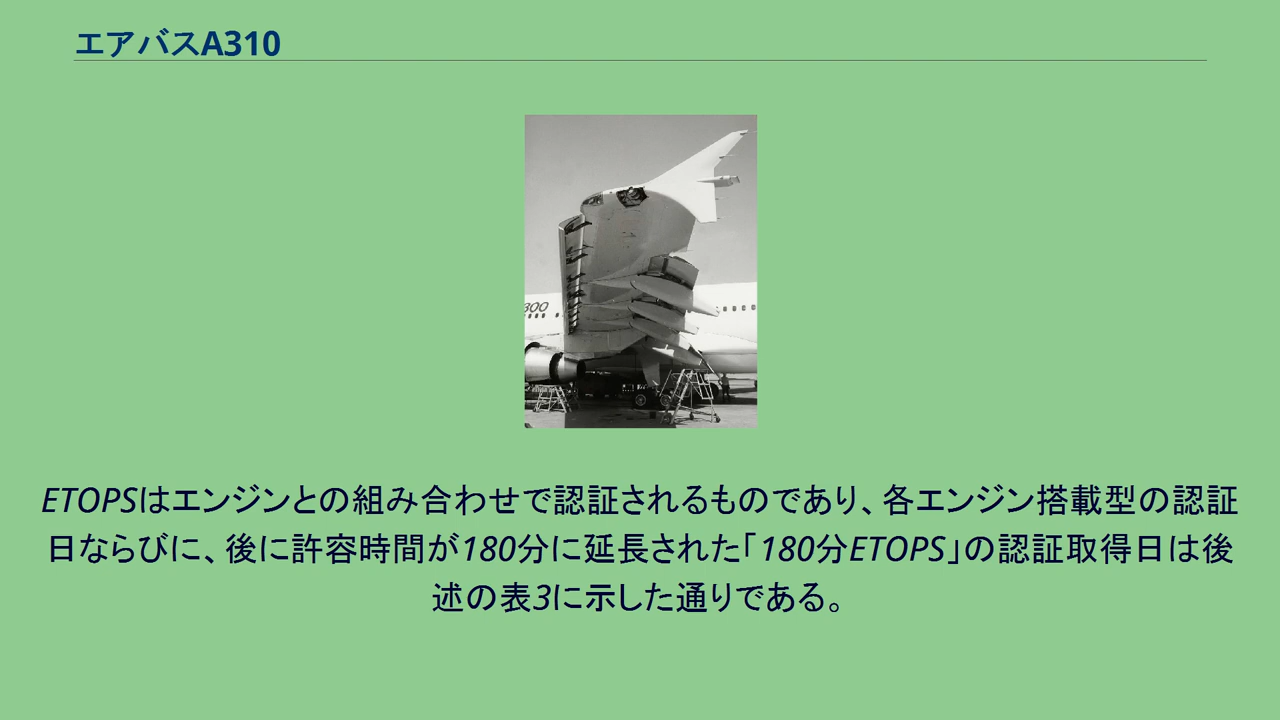 エアバスA310
300
ETOPSはエンジンとの組み合わせで認証されるものであり、各エンジン搭載型の認証
日ならびに、後に許容時間が180分に延長された「180分ETOPS」の認証取得日は後
述の表3に示した通りである。